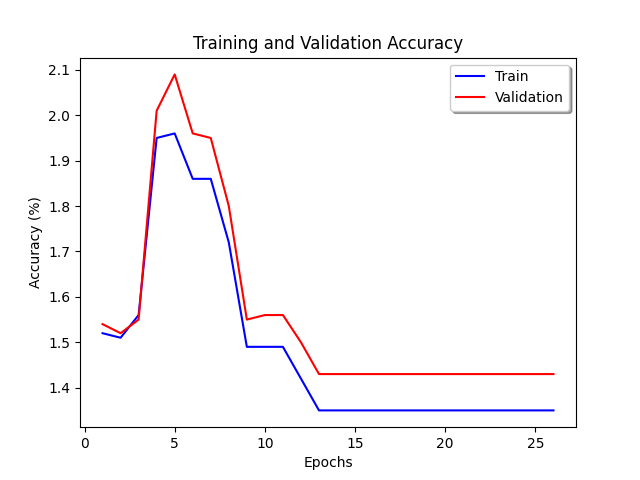 Training and Validation Accuracy
Train
Validation
Accuracy (%)
2.1
2.0
1.9
1.8
1.7
1.6
1.5
1.4
0 5 10 15 20 25
Epochs